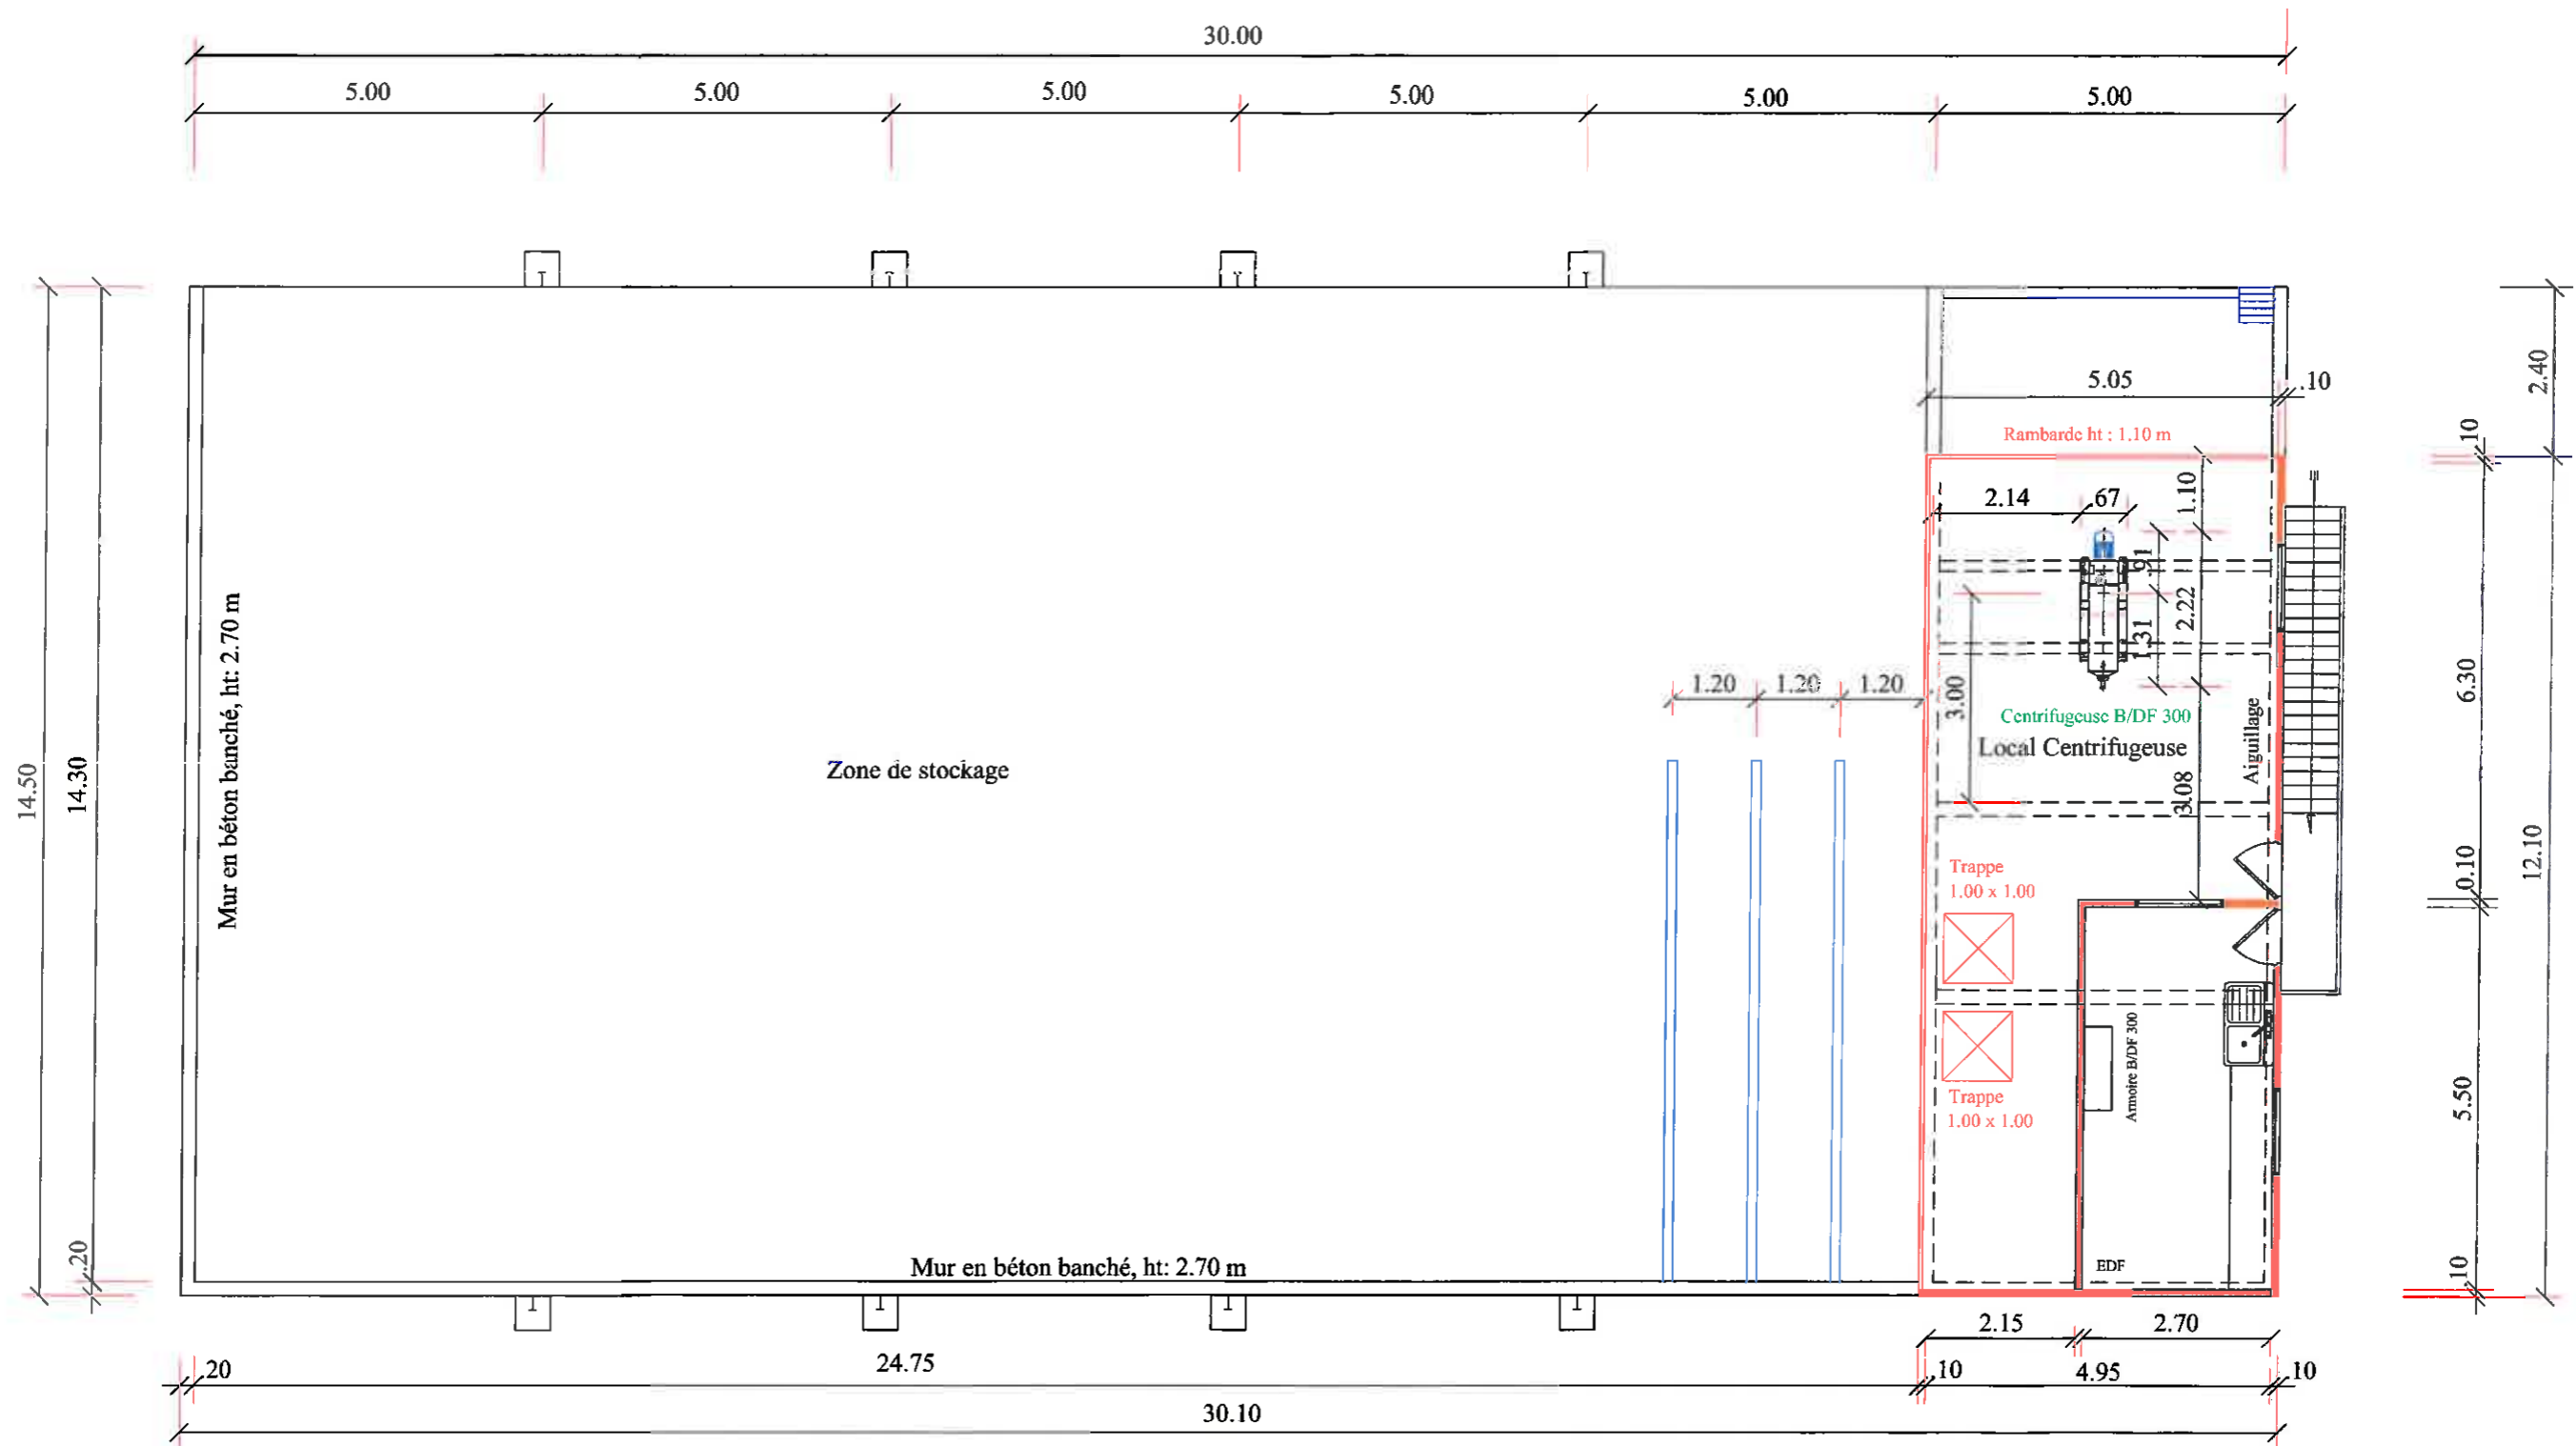 30.00
5.00 5.00 5.00 5.00 5.00 5.00
2.40
5.05 .10
Rambarde ht : 1.10 m
.10
2.14 .67
1.10
.91
2.22
1.31
Mur en béton banché, ht: 2.70 m
1.20 1.20 1.20
3.00
6.30
Centrifugeuse B/DF 300
Local Centrifugeuse
Aiguillage
Zone de stockage
14.50
14.30
3.08
Trappe
1.00 x 1.00
0.10
12.10
Armoire B/DF 300
Trappe
1.00 x 1.00
5.50
.20
Mur en béton banché, ht: 2.70 m
EDF
.10
2.15 2.70
.20 24.75 .10 4.95 .10
30.10